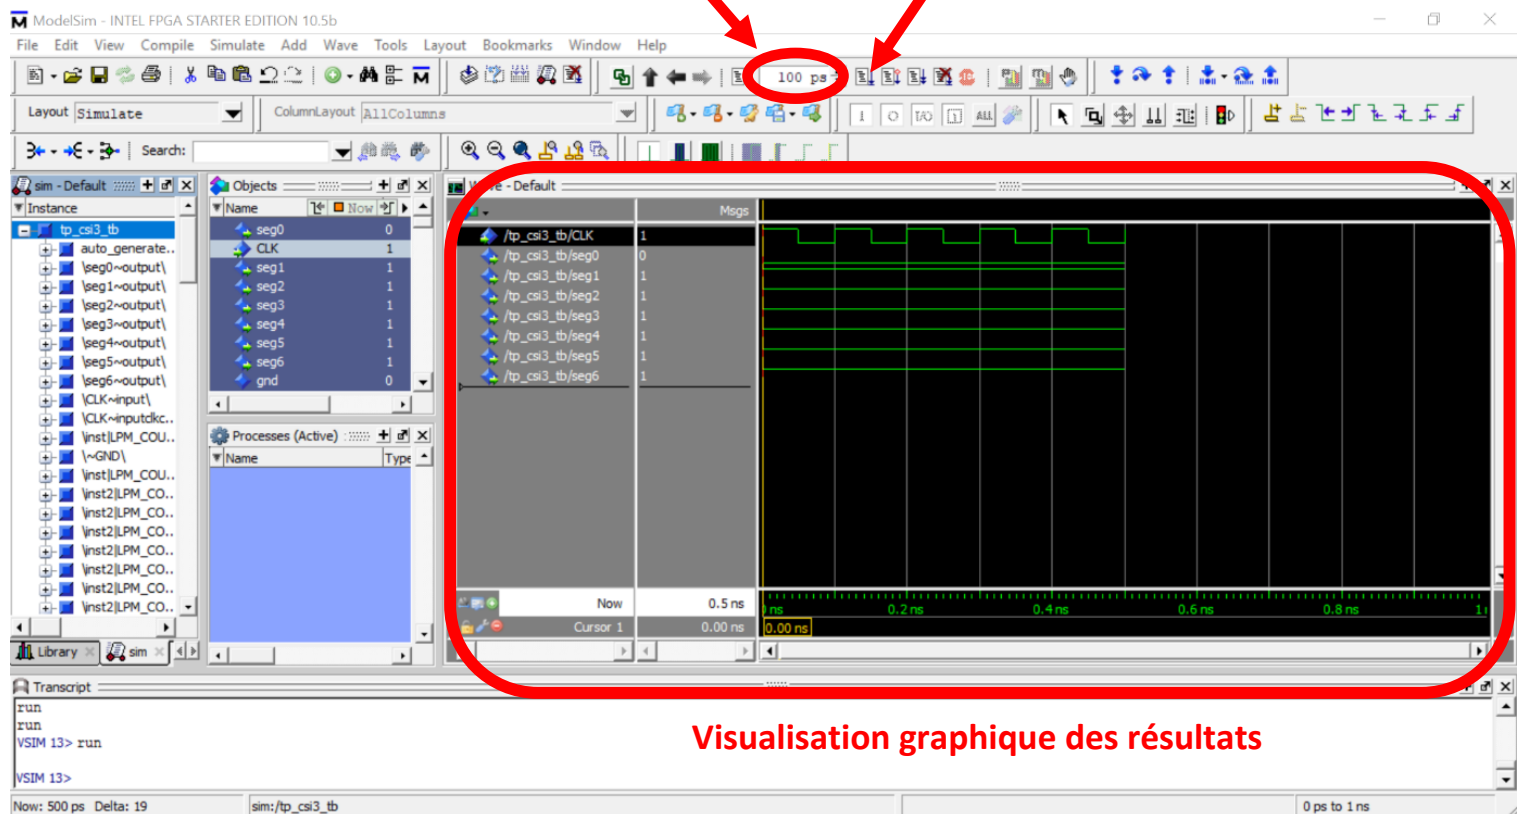 ModelSim - INTEL FPGA STARTER EDITION 10.5b
File Edit View Compile Simulate Add Wave Tools Layout Bookmarks Window Help
100 ps
Layout Simulate
ColumnLayout AllColumns
ALL
Search:
sim - Default
Objects
Wave - Default
Instance
Name
Now
Msgs
tp_csi3_tb
auto_generate..
\seg0~output\
\seg1~output\
\seg2~output\
\seg3~output\
\seg4~output\
\seg5~output\
\seg6~output\
\CLK~input\
\CLK~inputclkc..
\inst|LPM_COU..
\~GND\
\inst|LPM_COU..
\inst2|LPM_CO..
\inst2|LPM_CO..
\inst2|LPM_CO..
\inst2|LPM_CO..
\inst2|LPM_CO..
\inst2|LPM_CO..
\inst2|LPM_CO..
Library
sim
seg0 0
CLK 1
seg1 1
seg2 1
seg3 1
seg4 1
seg5 1
seg6 1
gnd 0
Processes (Active)
Name Type
/tp_csi3_tb/CLK 1
/tp_csi3_tb/seg0 0
/tp_csi3_tb/seg1 1
/tp_csi3_tb/seg2 1
/tp_csi3_tb/seg3 1
/tp_csi3_tb/seg4 1
/tp_csi3_tb/seg5 1
/tp_csi3_tb/seg6 1
Now 0.5 ns
ns 0.2 ns 0.4 ns 0.6 ns 0.8 ns
Cursor 1 0.00 ns 0.00 ns
Transcript
run
run
VSIM 13> run
VSIM 13>
Visualisation graphique des résultats
Now: 500 ps Delta: 19
sim:/tp_csi3_tb
0 ps to 1 ns